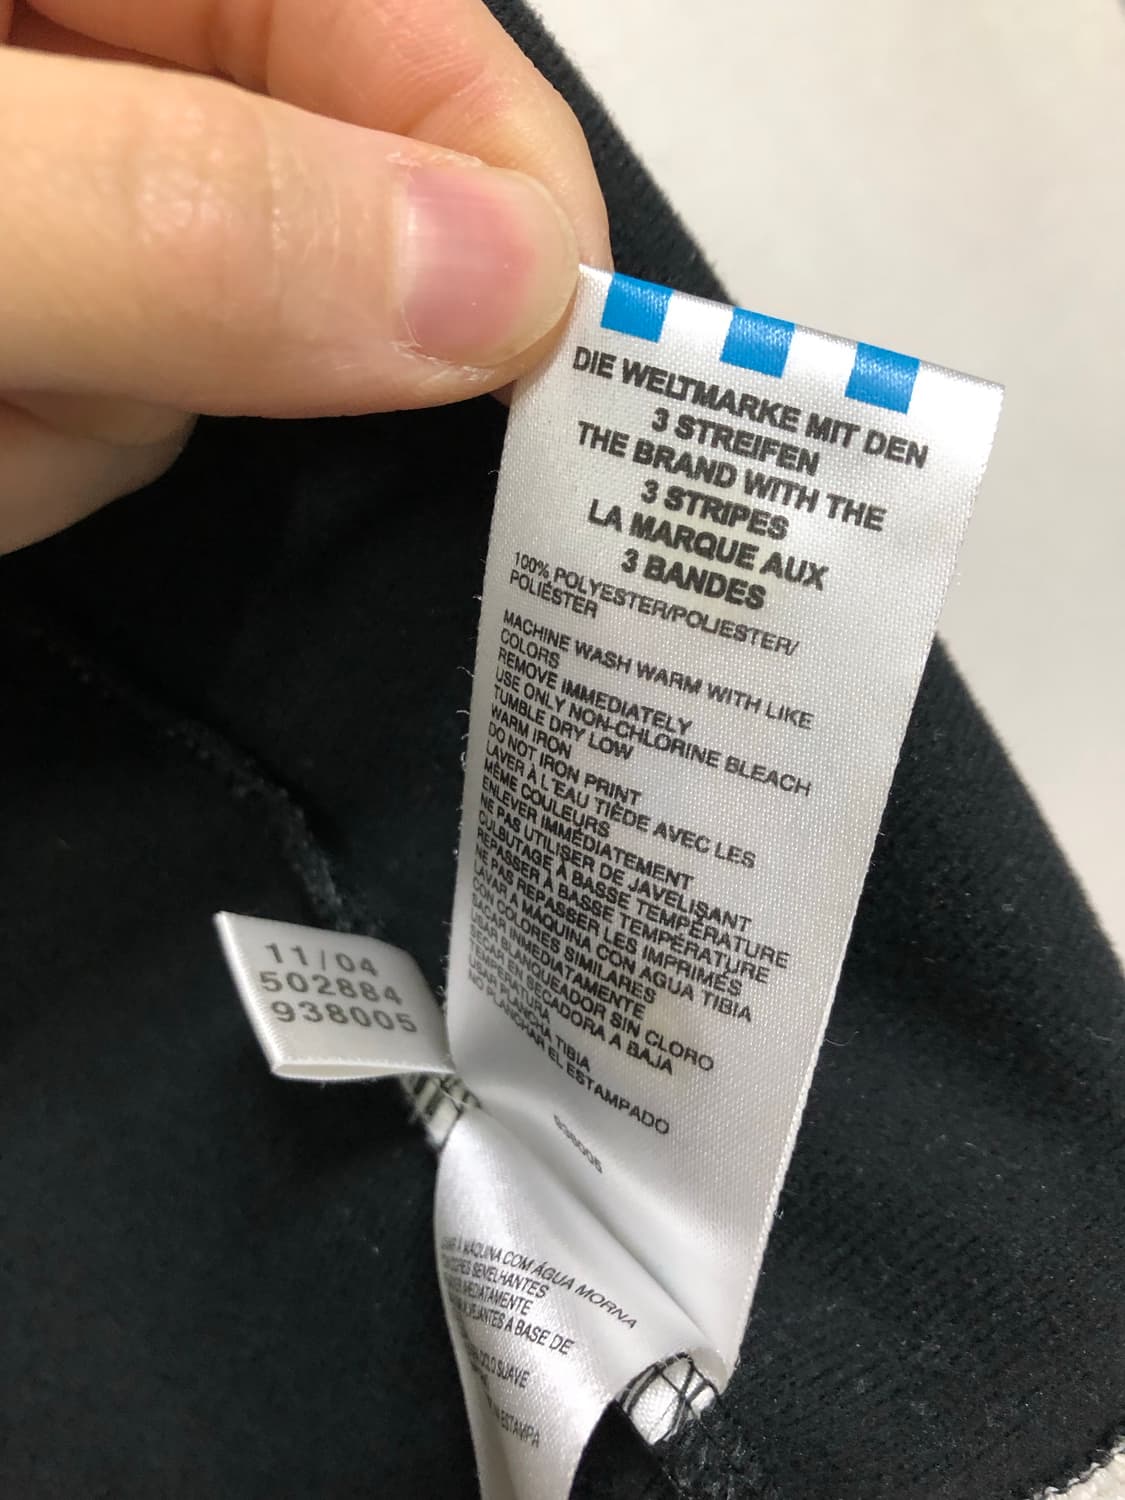 DIE WELTMARKE MIT DEN
3 STREIFEN
THE BRAND WITH THE
3 STRIPES
LA MARQUE AUX
3 BANDES
100% POLYESTER/POLIESTER/
POLIÉSTER
MACHINE WASH WARM WITH LIKE
COLORS
REMOVE IMMEDIATELY
USE ONLY NON-CHLORINE BLEACH
TUMBLE DRY LOW
WARM IRON
DO NOT IRON PRINT
LAVER À L'EAU TIÈDE AVEC LES
MÊME COULEURS
ENLEVER IMMÉDIATEMENT
NE PAS UTILISER DE JAVELISANT
CULBUTAGE À BASSE TEMPÉRATURE
REPASSER À BASSE TEMPÉRATURE
NE PAS REPASSER LES IMPRIMÉS
LAVAR A MÁQUINA CON AGUA TIBIA
CON COLORES SIMILARES
SECAR INMEDIATAMENTE
USAR BLANQUEADOR SIN CLORO
SECAR EN SECADORA A BAJA
TEMPERATURA
USAR PLANCHA TIBIA
NO PLANCHAR EL ESTAMPADO
938005
11/04
502884
938005
À MÁQUINA COM ÁGUA MORNA
SEMELHANTES
A BASE DE
SUAVE
ESTAMPA